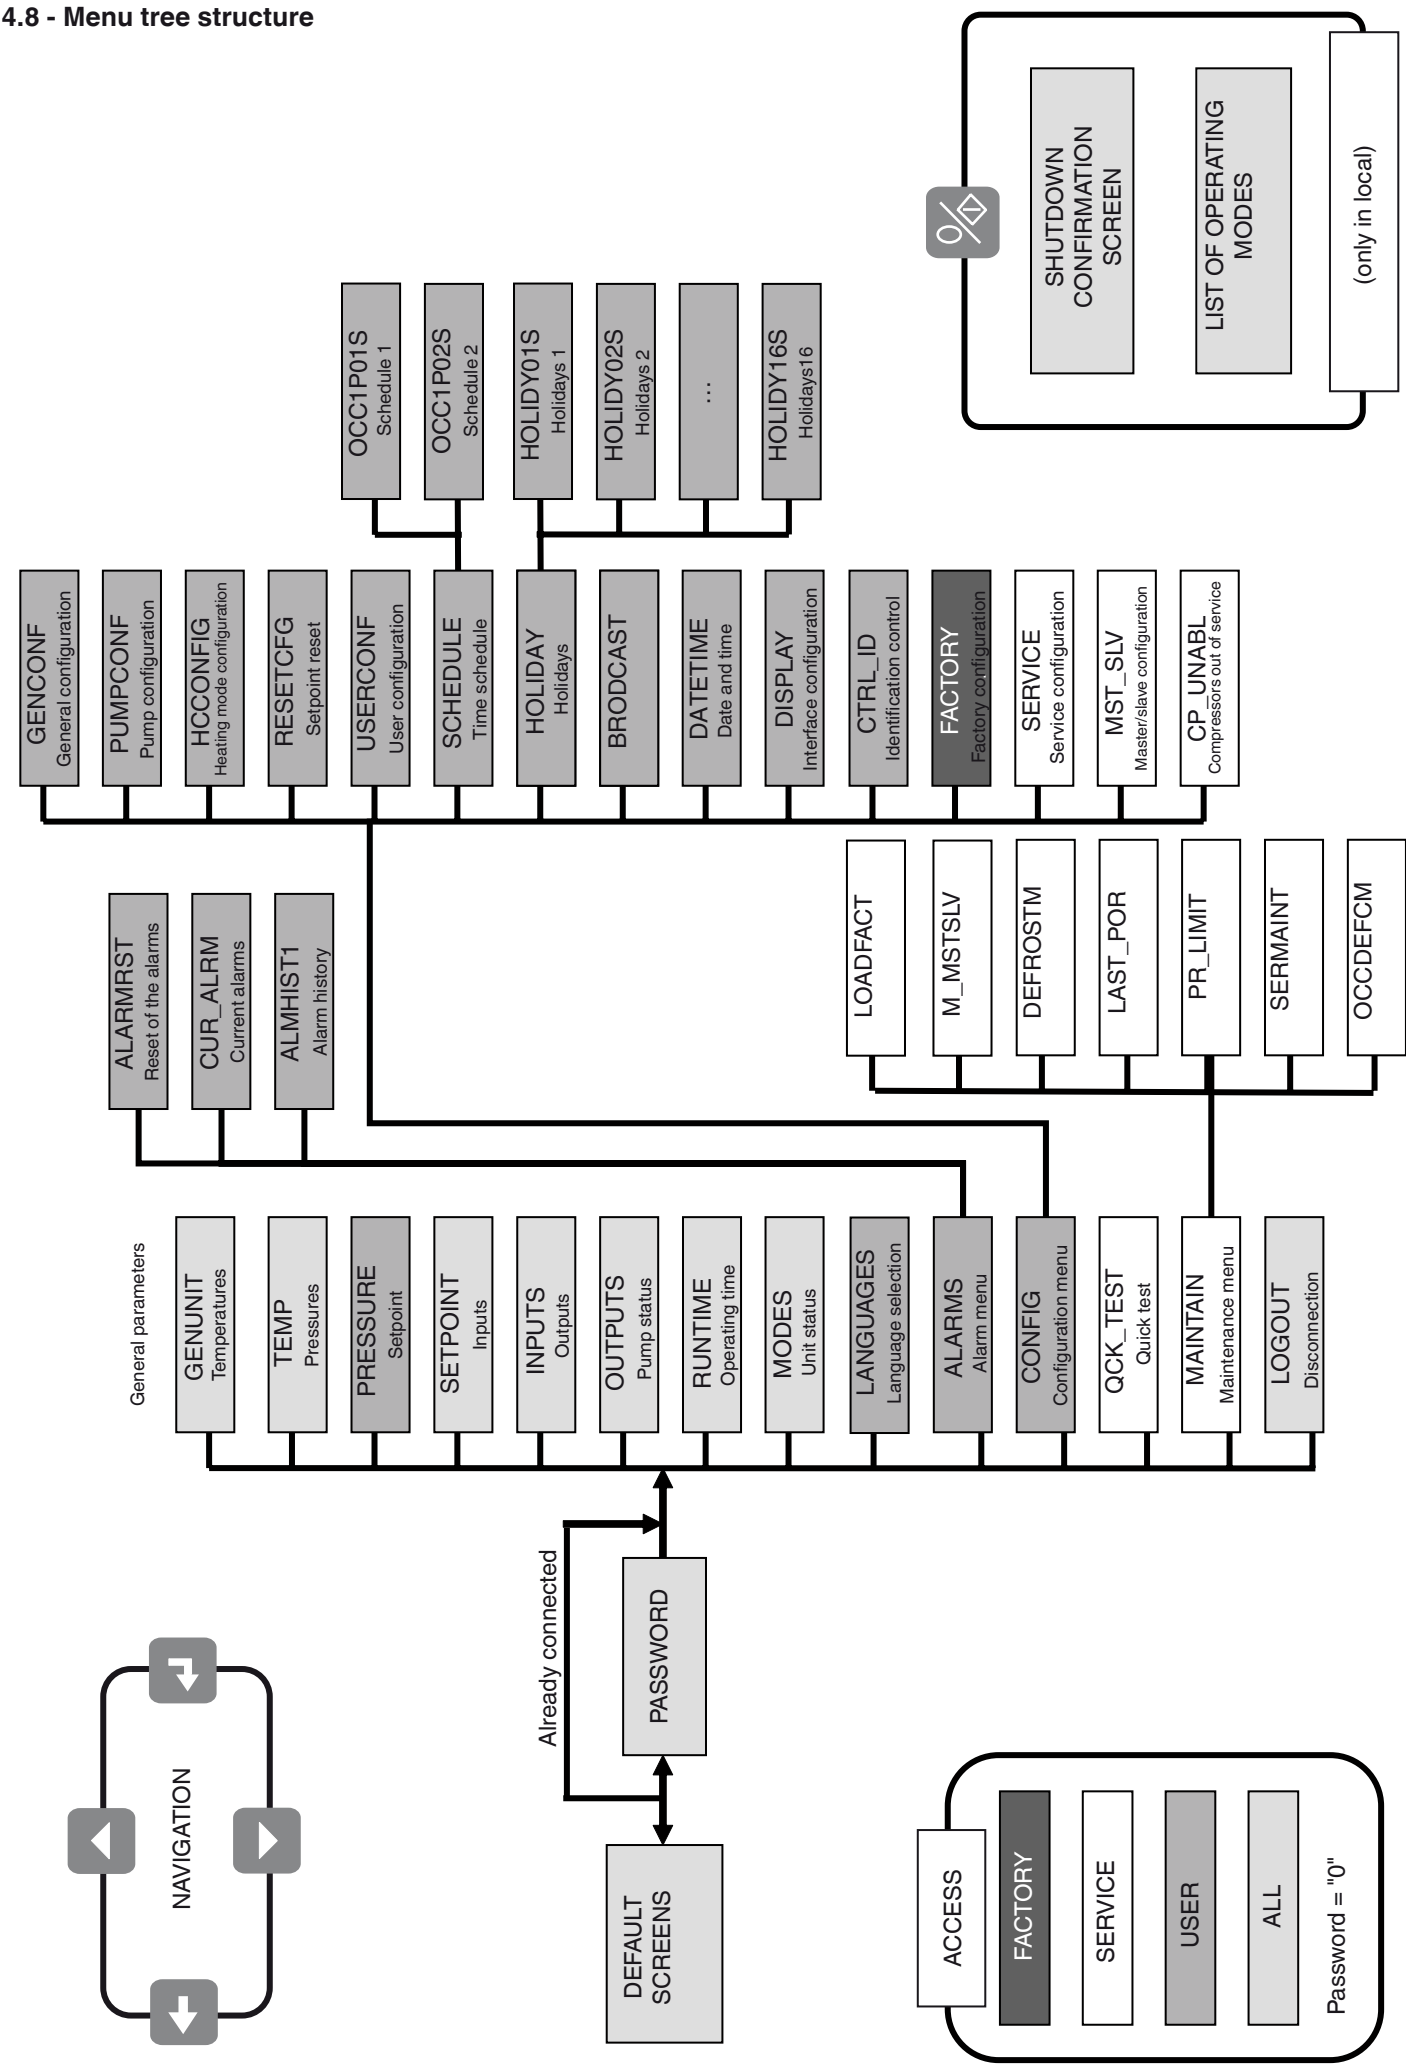 4.8 - Menu tree structure
NAVIGATION
DEFAULT
SCREENS
PASSWORD
Already connected
General parameters
GENUNIT
Temperatures
TEMP
Pressures
PRESSURE
Setpoint
SETPOINT
Inputs
INPUTS
Outputs
OUTPUTS
Pump status
RUNTIME
Operating time
MODES
Unit status
LANGUAGES
Language selection
ALARMS
Alarm menu
CONFIG
Configuration menu
QCK_TEST
Quick test
MAINTAIN
Maintenance menu
LOGOUT
Disconnection
ALARMRST
Reset of the alarms
CUR_ALRM
Current alarms
ALMHIST1
Alarm history
LOADFACT
M_MSTSLV
DEFROSTM
LAST_POR
PR_LIMIT
SERMAINT
OCCDEFCM
GENCONF
General configuration
PUMPCONF
Pump configuration
HCCONFIG
Heating mode configuration
RESETCFG
Setpoint reset
USERCONF
User configuration
SCHEDULE
Time schedule
HOLIDAY
Holidays
BRODCAST
DATETIME
Date and time
DISPLAY
Interface configuration
CTRL_ID
Identification control
FACTORY
Factory configuration
SERVICE
Service configuration
MST_SLV
Master/slave configuration
CP_UNABL
Compressors out of service
OCC1P01S
Schedule 1
OCC1P02S
Schedule 2
HOLIDY01S
Holidays 1
HOLIDY02S
Holidays 2
...
HOLIDY16S
Holidays16
SHUTDOWN
CONFIRMATION
SCREEN
LIST OF OPERATING
MODES
(only in local)
ACCESS
FACTORY
SERVICE
USER
ALL
Password = "0"